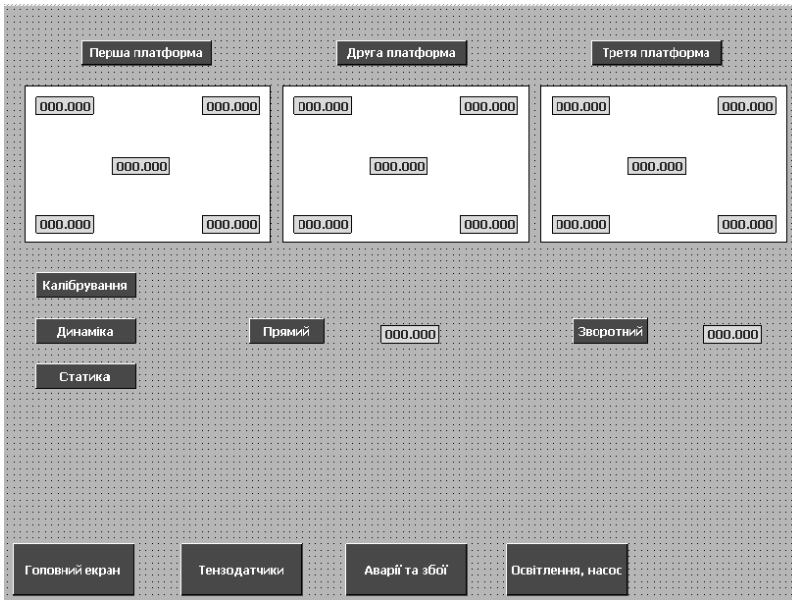 Перша платформа
Друга платформа
Третя платформа
000.000 000.000 000.000 000.000 000.000 000.000
000.000 000.000 000.000
000.000 000.000 000.000 000.000 000.000 000.000
Калібрування
Динаміка
Прямий
000.000
Зворотний
000.000
Статика
Головний екран
Тензодатчики
Аварії та збої
Освітлення, насос